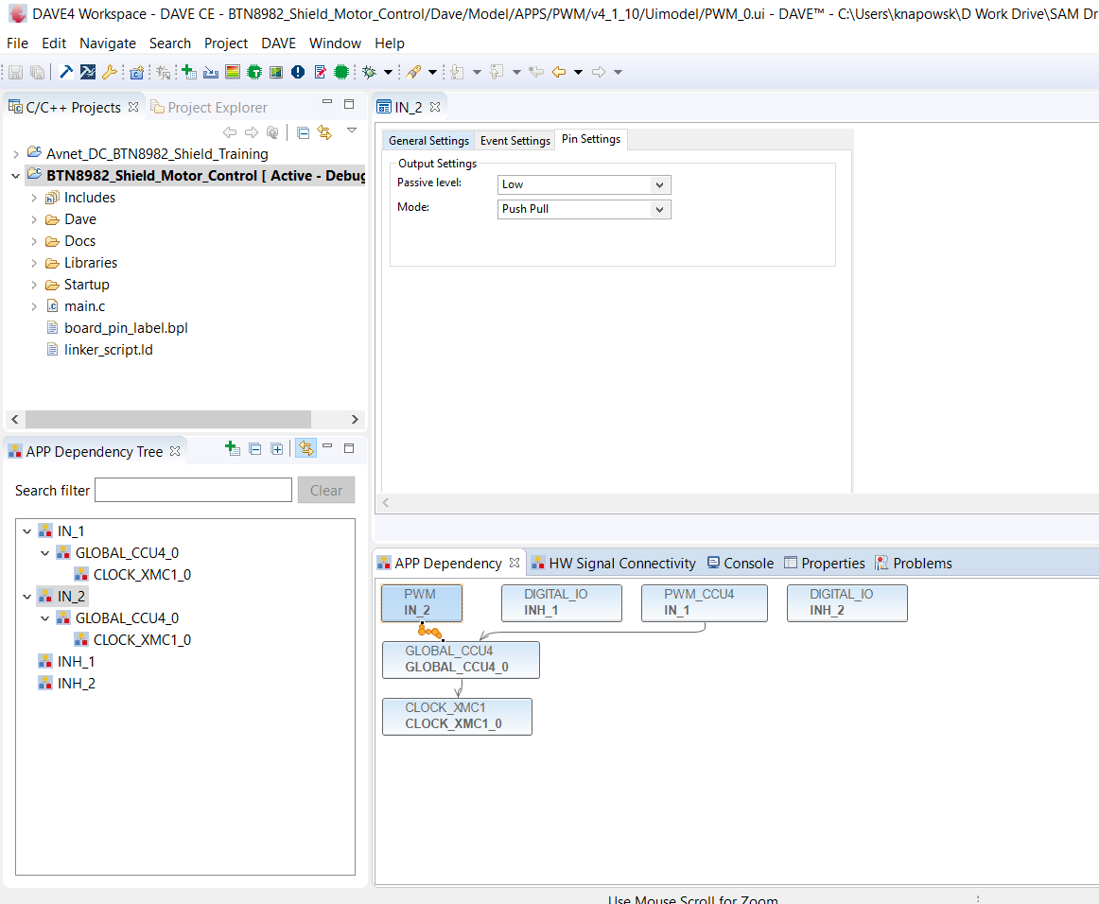 DAVE4 Workspace - DAVE CE - BTN8982_Shield_Motor_Control/Dave/Model/APPS/PWM/v4_1_10/Uimodel/PWM_0.ui - DAVE™ - C:\Users\knapowsk\D Work Drive\SAM Dr
File Edit Navigate Search Project DAVE Window Help
C/C++ Projects Project Explorer
Avnet_DC_BTN8982_Shield_Training
BTN8982_Shield_Motor_Control [ Active - Debug
Includes
Dave
Docs
Libraries
Startup
main.c
board_pin_label.bpl
linker_script.ld
IN_2
General Settings Event Settings Pin Settings
Output Settings
Passive level: Low
Mode: Push Pull
APP Dependency Tree
Search filter Clear
IN_1
GLOBAL_CCU4_0
CLOCK_XMC1_0
IN_2
GLOBAL_CCU4_0
CLOCK_XMC1_0
INH_1
INH_2
APP Dependency HW Signal Connectivity Console Properties Problems
PWM
IN_2
DIGITAL_IO
INH_1
PWM_CCU4
IN_1
DIGITAL_IO
INH_2
GLOBAL_CCU4
GLOBAL_CCU4_0
CLOCK_XMC1
CLOCK_XMC1_0
Use Mouse Scroll for Zoom